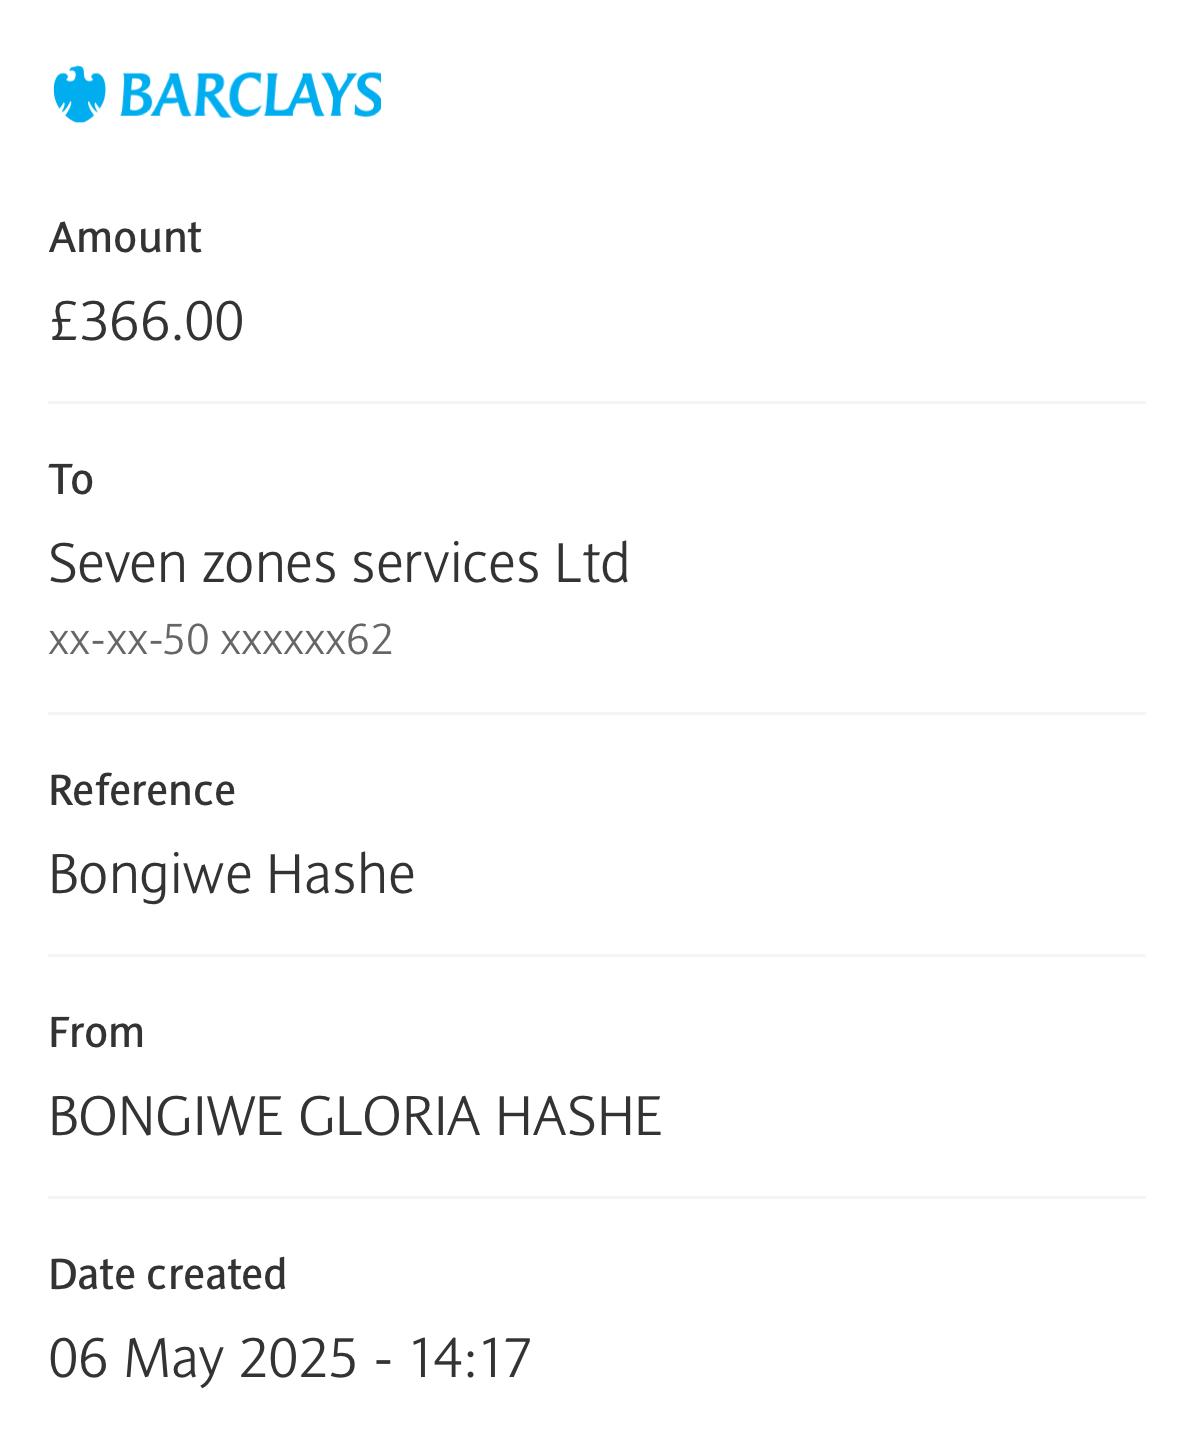 BARCLAYS
Amount
£366.00
To
Seven zones services Ltd
xx-xx-50 xxxxxx62
Reference
Bongiwe Hashe
From
BONGIWE GLORIA HASHE
Date created
06 May 2025 - 14:17